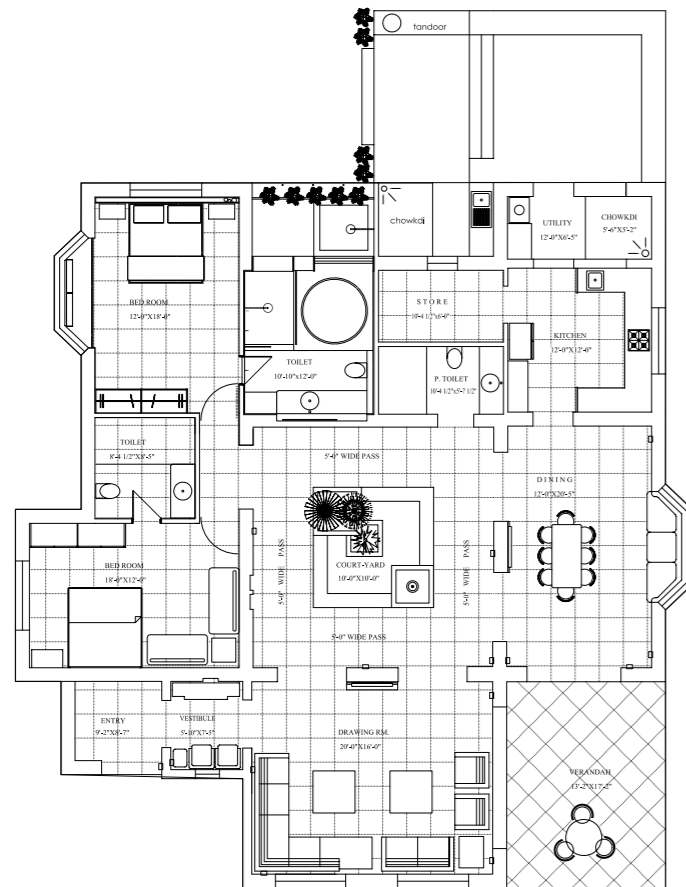 tandoor
chowkdi
UTILITY
12'-0"X6'-5"
CHOWKDI
5'-6"X5'-2"
BED ROOM
12'-0"X18'-0"
STORE
10'-4 1/2"x6'-0"
KITCHEN
12'-0"X12'-0"
TOILET
10'-10"x12'-0"
P. TOILET
10'-4 1/2"x5'-7 1/2"
TOILET
8'-4 1/2"X8'-5"
5'-0" WIDE PASS
DINING
12'-0"X20'-5"
BED ROOM
18'-0"X12'-0"
5'-0" WIDE PASS
COURT-YARD
10'-0"X10'-0"
5'-0" WIDE PASS
5'-0" WIDE PASS
ENTRY
9'-2"X8'-7"
VESTIBULE
5'-10"X7'-5"
DRAWING RM.
20'-0"X16'-0"
VERANDAH
13'-2"X17'-2"